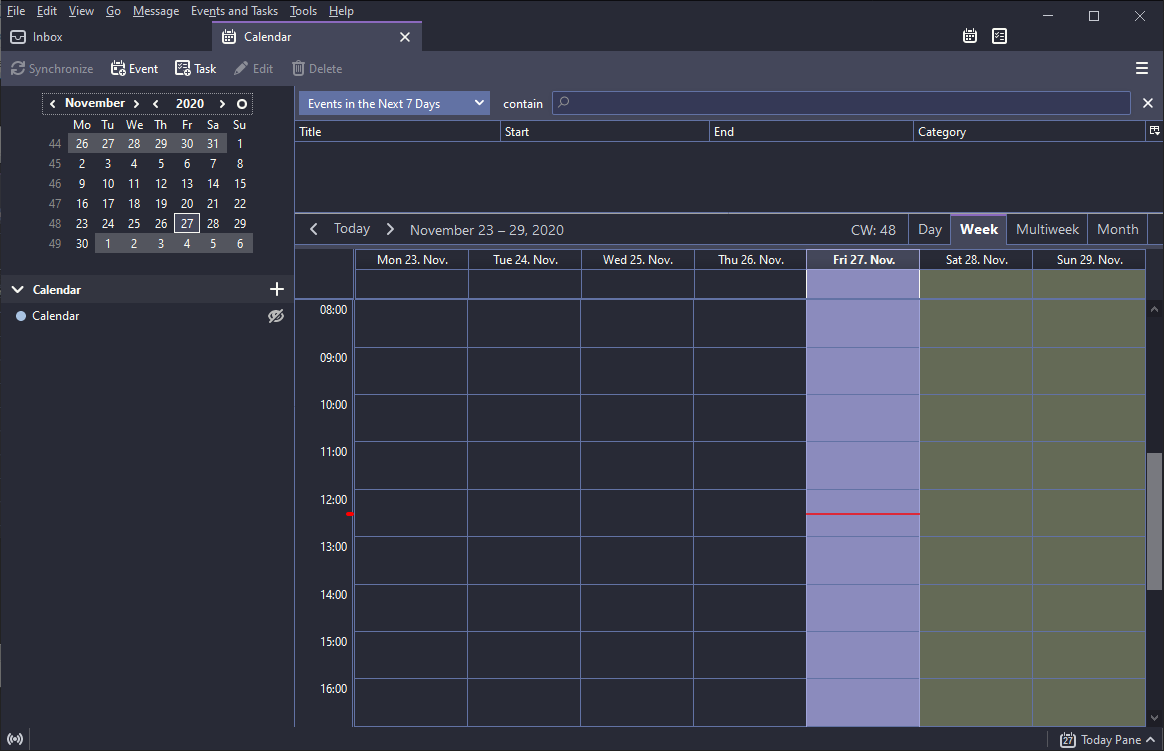 File Edit View Go Message Events and Tasks Tools Help
Inbox
Calendar
Synchronize Event Task Edit Delete
November 2020
Mo Tu We Th Fr Sa Su
44 26 27 28 29 30 31 1
45 2 3 4 5 6 7 8
46 9 10 11 12 13 14 15
47 16 17 18 19 20 21 22
48 23 24 25 26 27 28 29
49 30 1 2 3 4 5 6
Calendar
Calendar
Events in the Next 7 Days contain
Title Start End Category
Today November 23 – 29, 2020 CW: 48 Day Week Multiweek Month
Mon 23. Nov. Tue 24. Nov. Wed 25. Nov. Thu 26. Nov. Fri 27. Nov. Sat 28. Nov. Sun 29. Nov.
08:00
09:00
10:00
11:00
12:00
13:00
14:00
15:00
16:00
27 Today Pane